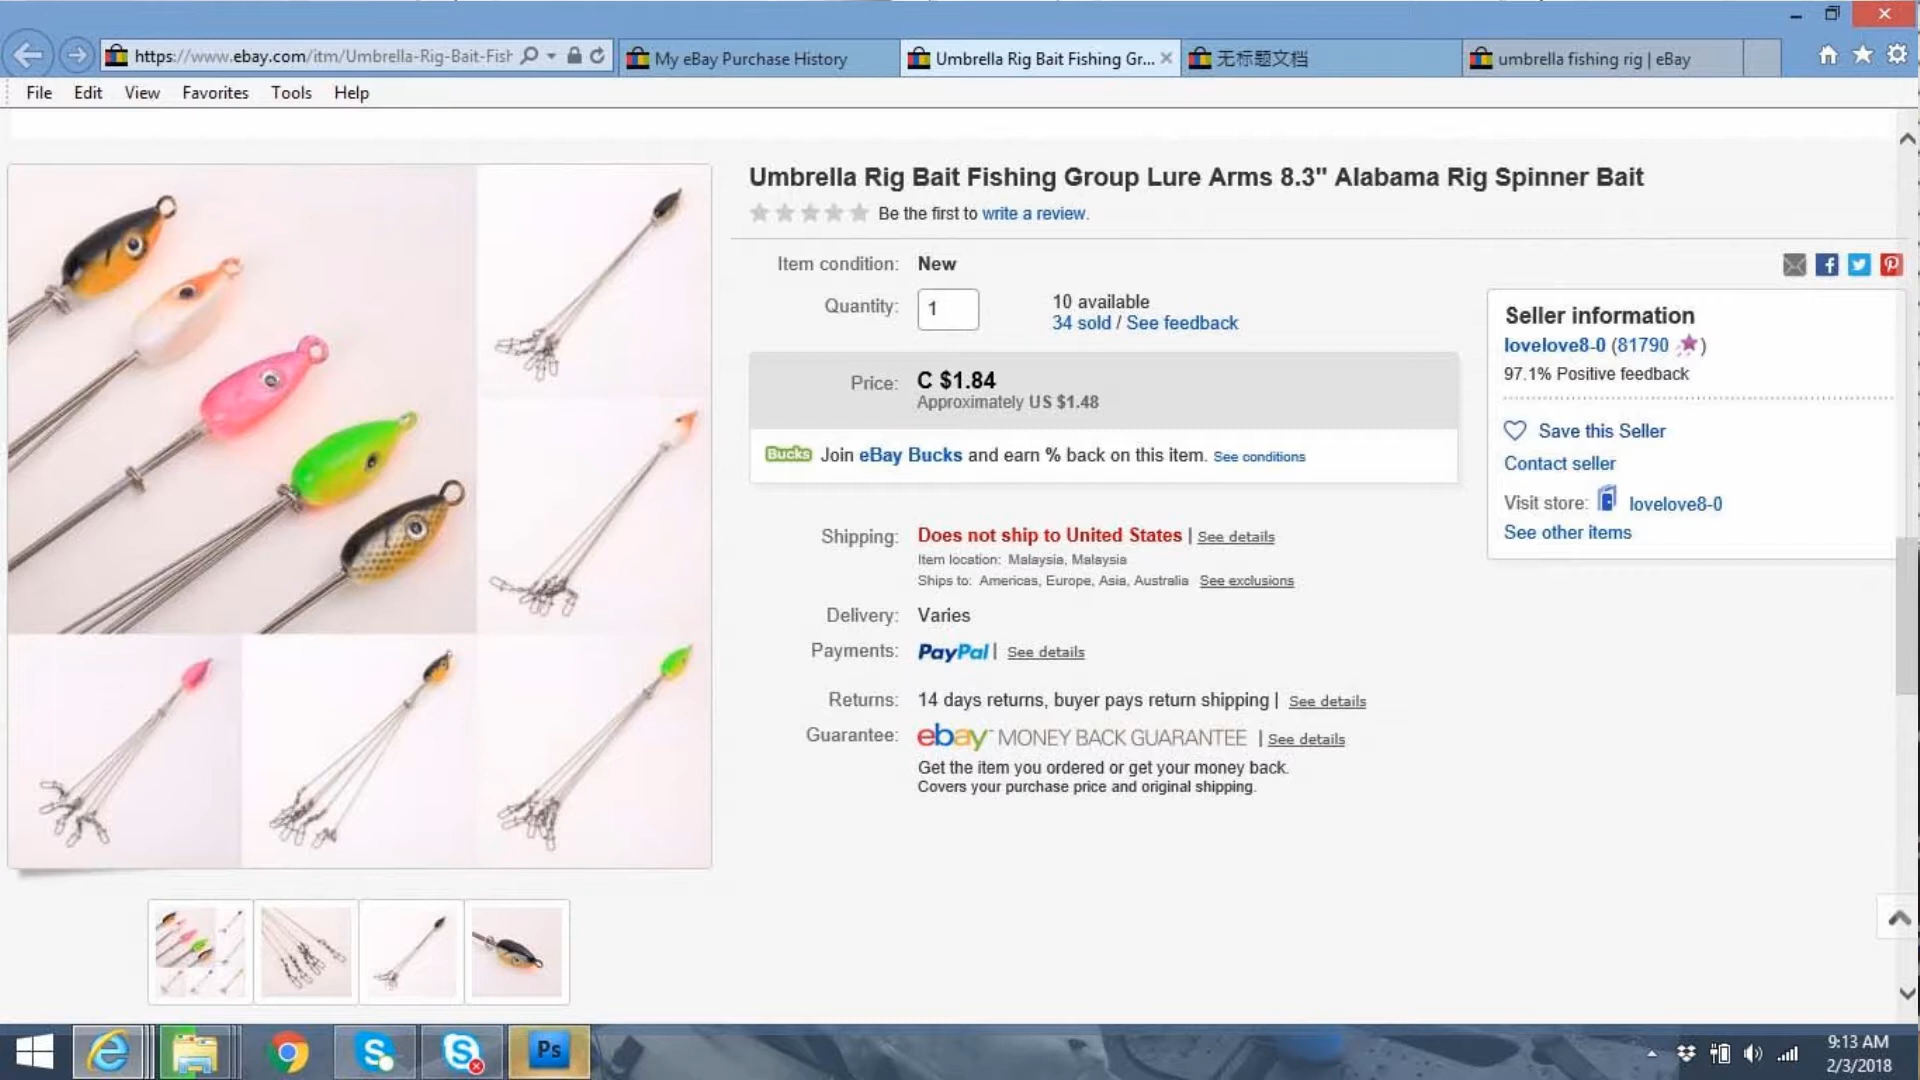 https://www.ebay.com/itm/Umbrella-Rig-Bait-Fish
My eBay Purchase History
Umbrella Rig Bait Fishing Gr...
无标题文档
umbrella fishing rig | eBay
File Edit View Favorites Tools Help
Umbrella Rig Bait Fishing Group Lure Arms 8.3" Alabama Rig Spinner Bait
Be the first to write a review.
Item condition: New
Quantity: 1
10 available
34 sold / See feedback
Price: C $1.84
Approximately US $1.48
Bucks Join eBay Bucks and earn % back on this item. See conditions
Shipping: Does not ship to United States | See details
Item location: Malaysia, Malaysia
Ships to: Americas, Europe, Asia, Australia See exclusions
Delivery: Varies
Payments: PayPal | See details
Returns: 14 days returns, buyer pays return shipping | See details
Guarantee: ebay MONEY BACK GUARANTEE | See details
Get the item you ordered or get your money back.
Covers your purchase price and original shipping.
Seller information
lovelove8-0 (81790 )
97.1% Positive feedback
Save this Seller
Contact seller
Visit store: lovelove8-0
See other items
Ps
9:13 AM
2/3/2018